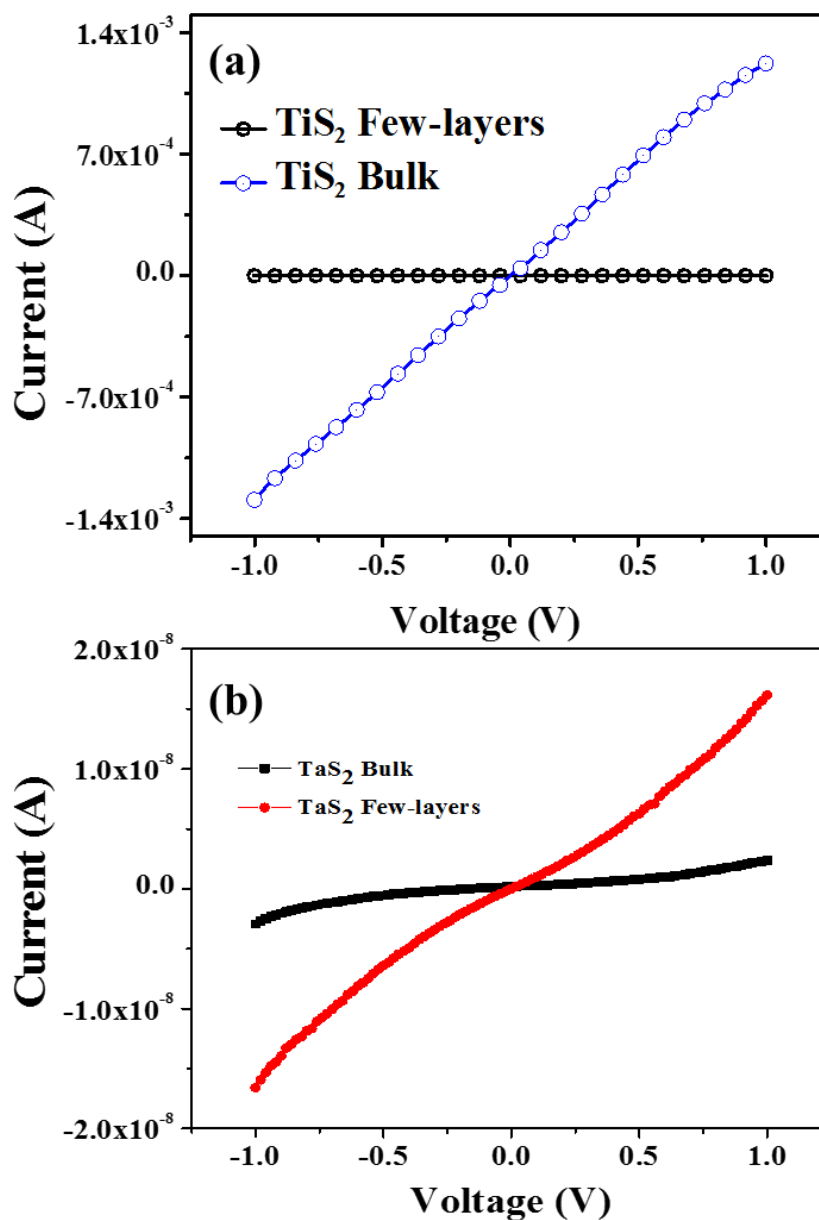 1.4x10⁻³
(a)
TiS₂ Few-layers
TiS₂ Bulk
7.0x10⁻⁴
0.0
-7.0x10⁻⁴
-1.4x10⁻³
Current (A)
-1.0 -0.5 0.0 0.5 1.0
Voltage (V)
2.0x10⁻⁸
(b)
TaS₂ Bulk
TaS₂ Few-layers
1.0x10⁻⁸
0.0
-1.0x10⁻⁸
-2.0x10⁻⁸
Current (A)
-1.0 -0.5 0.0 0.5 1.0
Voltage (V)